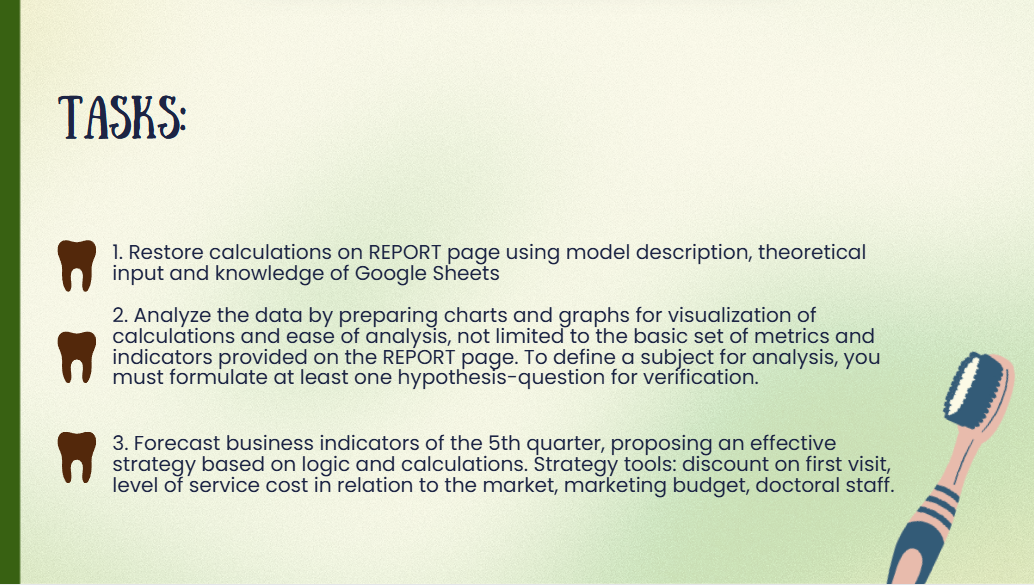 TASKS:
1. Restore calculations on REPORT page using model description, theoretical
input and knowledge of Google Sheets
2. Analyze the data by preparing charts and graphs for visualization of
calculations and ease of analysis, not limited to the basic set of metrics and
indicators provided on the REPORT page. To define a subject for analysis, you
must formulate at least one hypothesis-question for verification.
3. Forecast business indicators of the 5th quarter, proposing an effective
strategy based on logic and calculations. Strategy tools: discount on first visit,
level of service cost in relation to the market, marketing budget, doctoral staff.